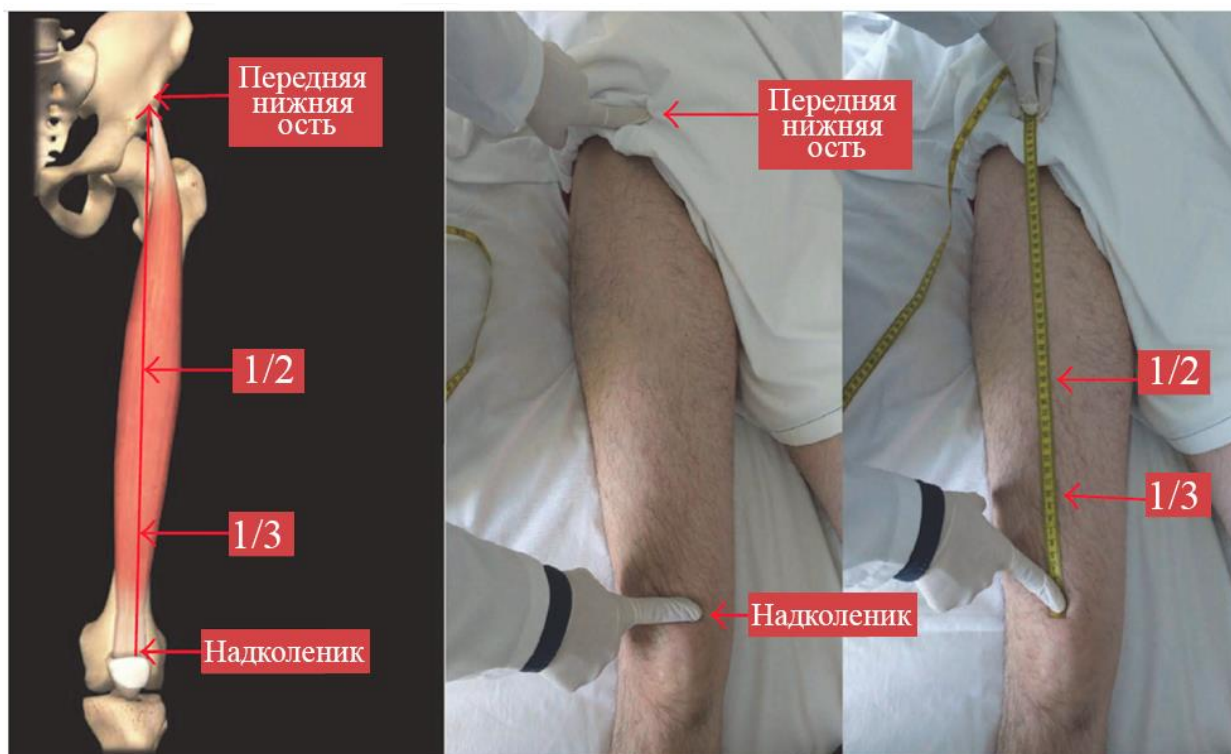 Передняя
нижняя
ость
1/2
1/3
Надколеник
Передняя
нижняя
ость
Надколеник
1/2
1/3